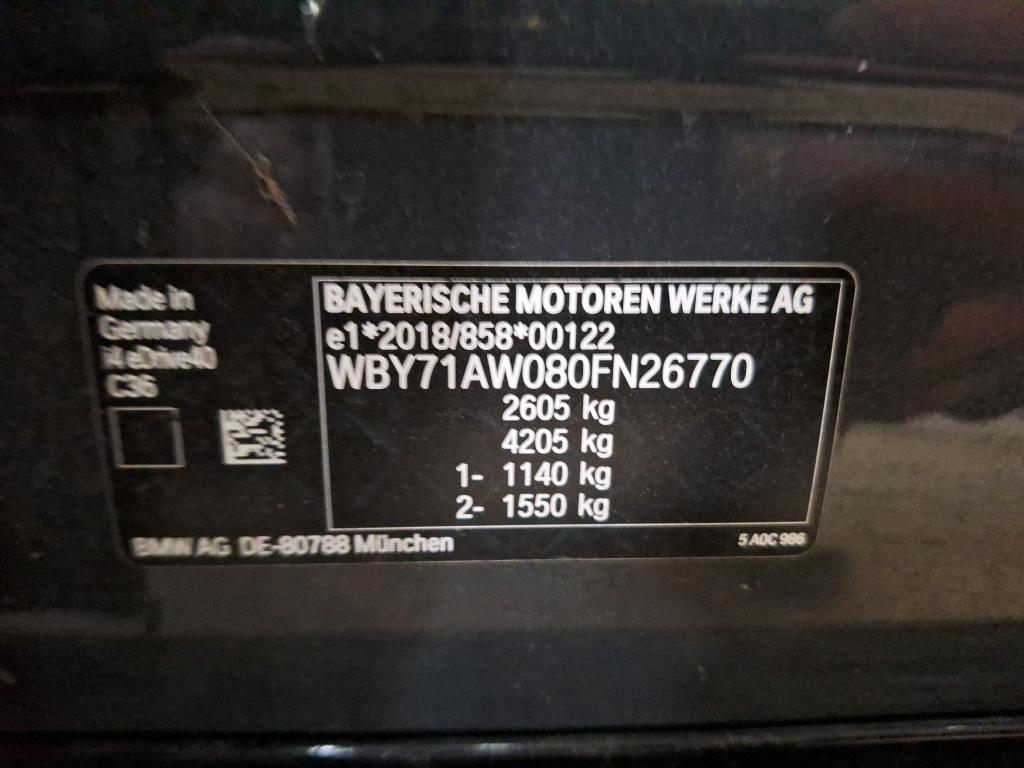 Made in
Germany
i4 eDrive40
C36
BAYERISCHE MOTOREN WERKE AG
e1*2018/858*00122
WBY71AW080FN26770
2605 kg
4205 kg
1- 1140 kg
2- 1550 kg
BMW AG DE-80788 München
5 A0C 986